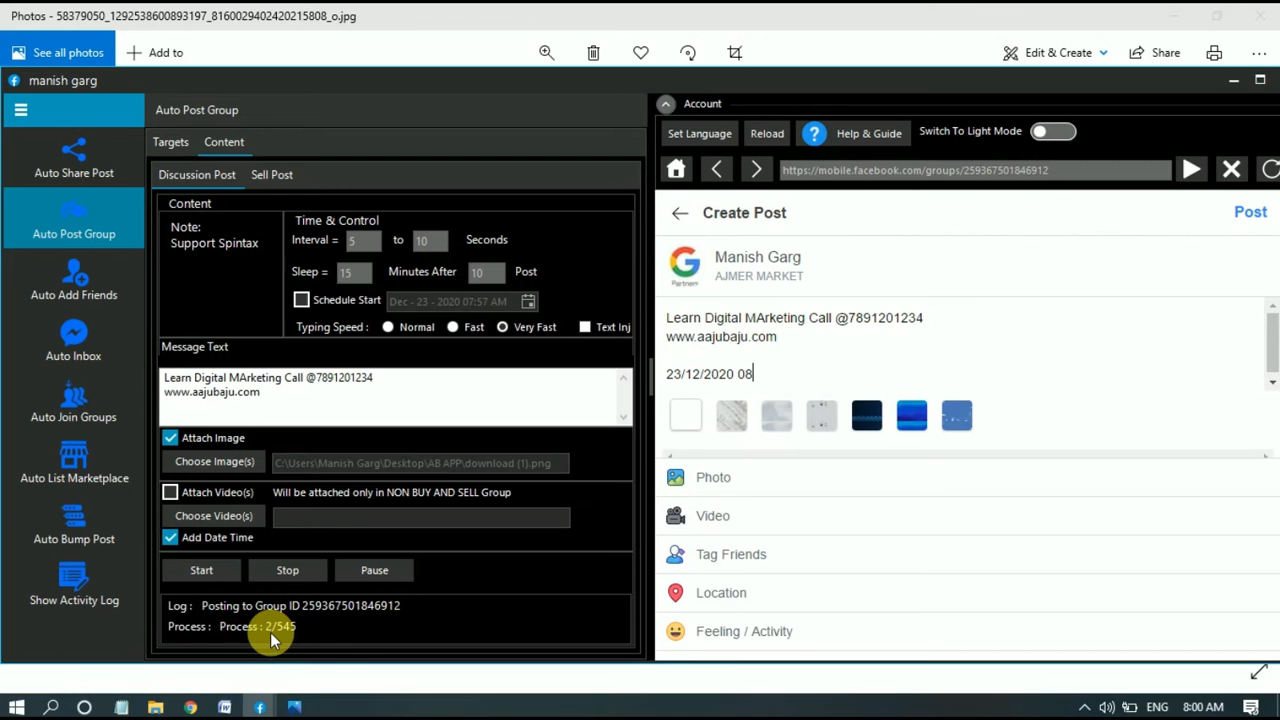 Photos - 58379050_1292538600893197_8160029402420215808_o.jpg
See all photos
Add to
Edit & Create
Share
manish garg
Auto Post Group
Account
Targets
Content
Set Language
Reload
? Help & Guide
Switch To Light Mode
Auto Share Post
Discussion Post
Sell Post
https://mobile.facebook.com/groups/259367501846912
Content
Note:
Support Spintax
Time & Control
Interval = 5 to 10 Seconds
Sleep = 15 Minutes After 10 Post
Schedule Start Dec - 23 - 2020 07:57 AM
Typing Speed : Normal Fast Very Fast Text Inj
Auto Post Group
Auto Add Friends
Auto Inbox
Auto Join Groups
Auto List Marketplace
Auto Bump Post
Show Activity Log
Message Text
Learn Digital MArketing Call @7891201234
www.aajubaju.com
Attach Image
Choose Image(s) C:\Users\Manish Garg\Desktop\AB APP\download (1).png
Attach Video(s) Will be attached only in NON BUY AND SELL Group
Choose Video(s)
Add Date Time
Start
Stop
Pause
Log : Posting to Group ID 259367501846912
Process : Process : 2/545
Create Post
Post
Google Partner
Manish Garg
AJMER MARKET
Learn Digital MArketing Call @7891201234
www.aajubaju.com
23/12/2020 08
Photo
Video
Tag Friends
Location
Feeling / Activity
ENG
8:00 AM